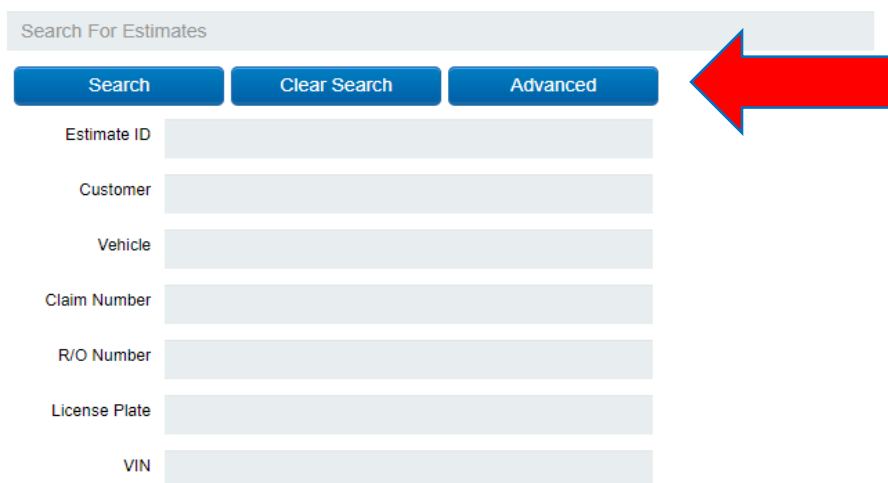 Search For Estimates
Search Clear Search Advanced
Estimate ID
Customer
Vehicle
Claim Number
R/O Number
License Plate
VIN